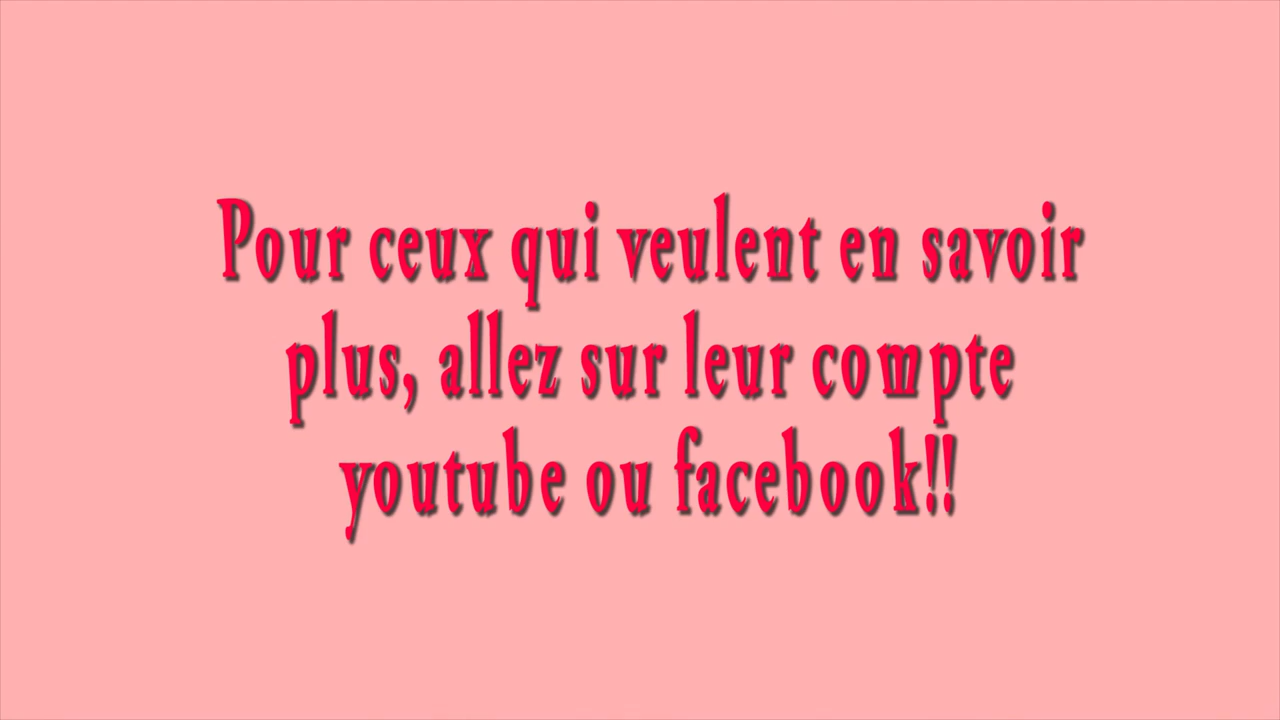 Pour ceux qui veulent en savoir
plus, allez sur leur compte
youtube ou facebook!!